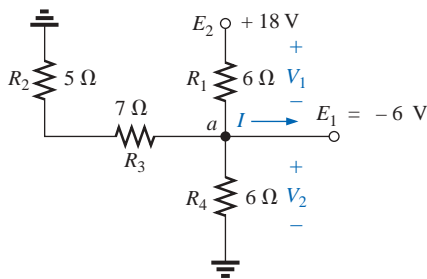 E2 + 18 V
R2 5 Ω R1 6 Ω + V1 −
7 Ω
a I E1 = − 6 V
R3
R4 6 Ω + V2 −